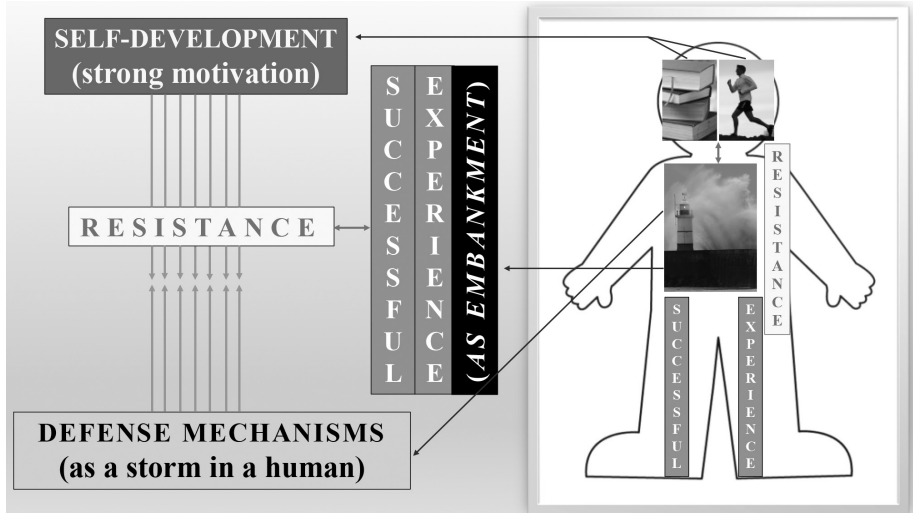 SELF-DEVELOPMENT
(strong motivation)
RESISTANCE
SUCCESSFUL
EXPERIENCE
(AS EMBANKMENT)
DEFENSE MECHANISMS
(as a storm in a human)
RESISTANCE
SUCCESSFUL
EXPERIENCE